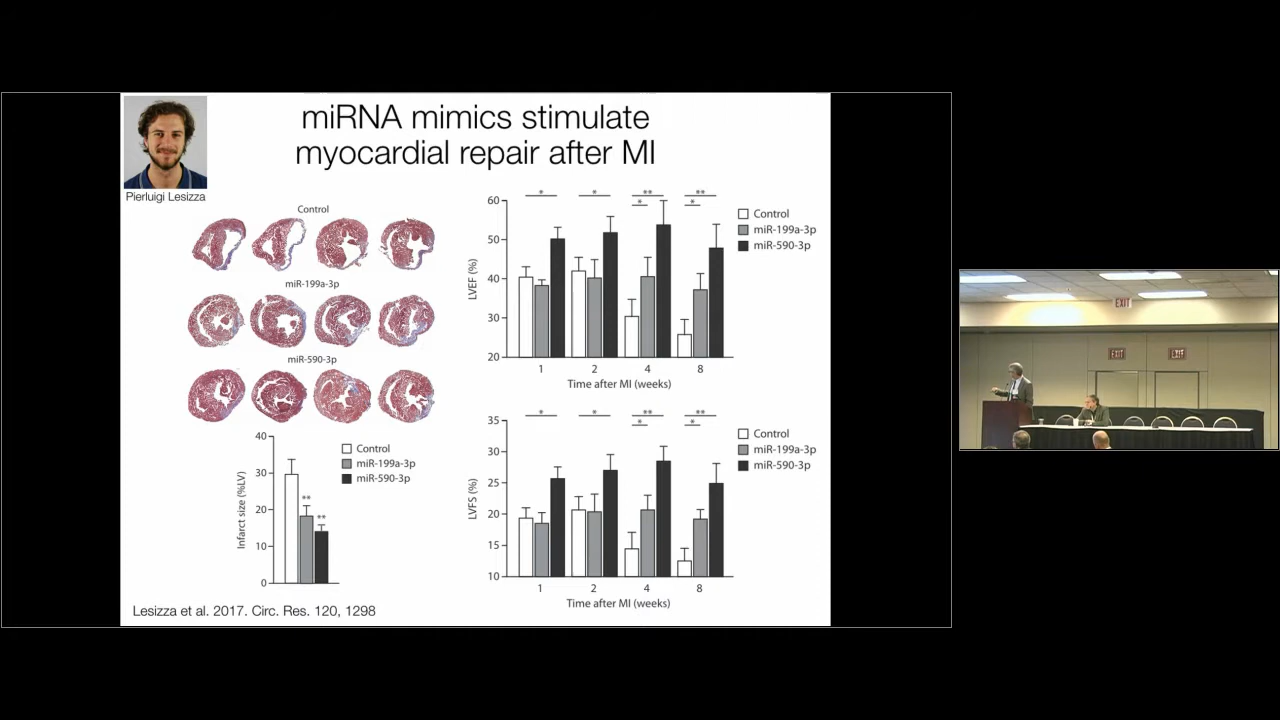 miRNA mimics stimulate
myocardial repair after MI
Pierluigi Lesizza
Control
miR-199a-3p
miR-590-3p
40
30
20
10
0
Infarct size (%LV)
Control
miR-199a-3p
miR-590-3p
**
**
60
50
40
30
20
LVEF (%)
* * ** **
* *
Control
miR-199a-3p
miR-590-3p
1 2 4 8
Time after MI (weeks)
35
30
25
20
15
10
LVFS (%)
* * ** **
* *
Control
miR-199a-3p
miR-590-3p
1 2 4 8
Time after MI (weeks)
Lesizza et al. 2017. Circ. Res. 120, 1298
EXIT
EXIT
EXIT